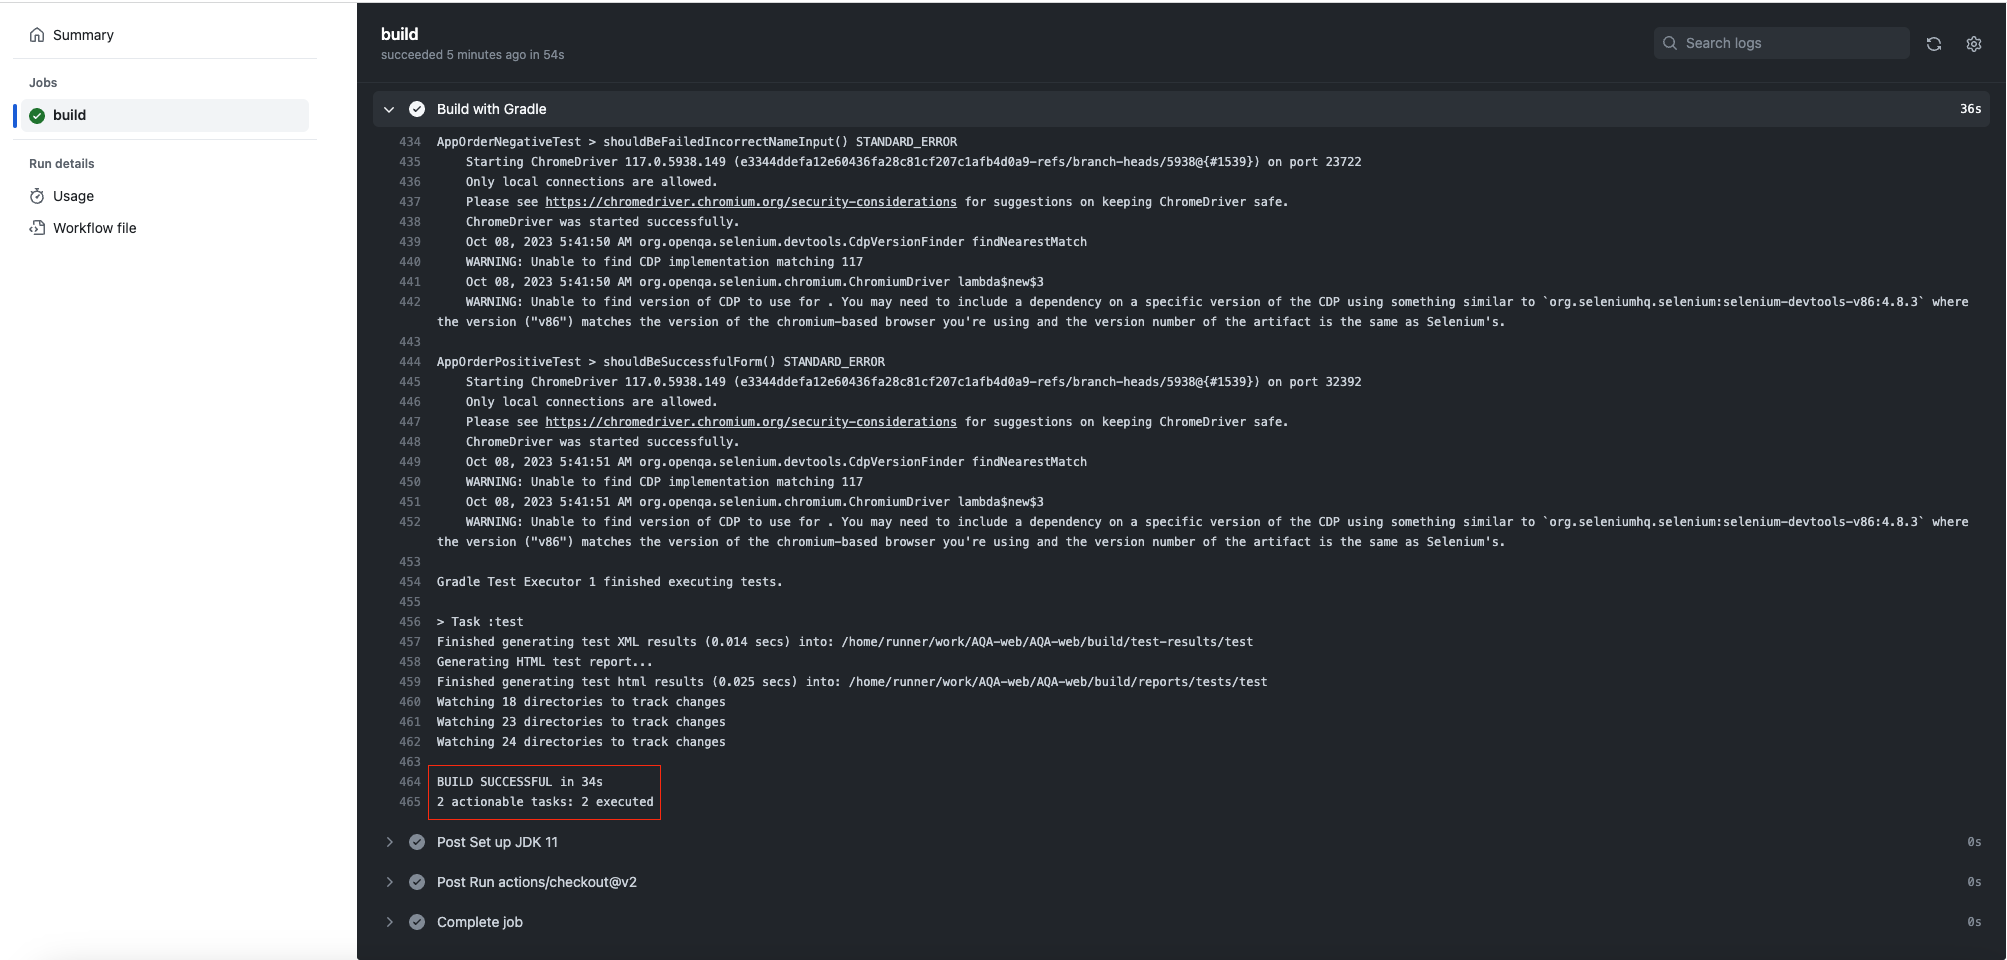 Summary
Jobs
build
Run details
Usage
Workflow file
build
succeeded 5 minutes ago in 54s
Search logs
Build with Gradle
36s
434 AppOrderNegativeTest > shouldBeFailedIncorrectNameInput() STANDARD_ERROR
435 Starting ChromeDriver 117.0.5938.149 (e3344ddefa12e60436fa28c81cf207c1afb4d0a9-refs/branch-heads/5938@{#1539}) on port 23722
436 Only local connections are allowed.
437 Please see https://chromedriver.chromium.org/security-considerations for suggestions on keeping ChromeDriver safe.
438 ChromeDriver was started successfully.
439 Oct 08, 2023 5:41:50 AM org.openqa.selenium.devtools.CdpVersionFinder findNearestMatch
440 WARNING: Unable to find CDP implementation matching 117
441 Oct 08, 2023 5:41:50 AM org.openqa.selenium.chromium.ChromiumDriver lambda$new$3
442 WARNING: Unable to find version of CDP to use for . You may need to include a dependency on a specific version of the CDP using something similar to `org.seleniumhq.selenium:selenium-devtools-v86:4.8.3` where
the version ("v86") matches the version of the chromium-based browser you're using and the version number of the artifact is the same as Selenium's.
443
444 AppOrderPositiveTest > shouldBeSuccessfulForm() STANDARD_ERROR
445 Starting ChromeDriver 117.0.5938.149 (e3344ddefa12e60436fa28c81cf207c1afb4d0a9-refs/branch-heads/5938@{#1539}) on port 32392
446 Only local connections are allowed.
447 Please see https://chromedriver.chromium.org/security-considerations for suggestions on keeping ChromeDriver safe.
448 ChromeDriver was started successfully.
449 Oct 08, 2023 5:41:51 AM org.openqa.selenium.devtools.CdpVersionFinder findNearestMatch
450 WARNING: Unable to find CDP implementation matching 117
451 Oct 08, 2023 5:41:51 AM org.openqa.selenium.chromium.ChromiumDriver lambda$new$3
452 WARNING: Unable to find version of CDP to use for . You may need to include a dependency on a specific version of the CDP using something similar to `org.seleniumhq.selenium:selenium-devtools-v86:4.8.3` where
the version ("v86") matches the version of the chromium-based browser you're using and the version number of the artifact is the same as Selenium's.
453
454 Gradle Test Executor 1 finished executing tests.
455
456 > Task :test
457 Finished generating test XML results (0.014 secs) into: /home/runner/work/AQA-web/AQA-web/build/test-results/test
458 Generating HTML test report...
459 Finished generating test html results (0.025 secs) into: /home/runner/work/AQA-web/AQA-web/build/reports/tests/test
460 Watching 18 directories to track changes
461 Watching 23 directories to track changes
462 Watching 24 directories to track changes
463
464 BUILD SUCCESSFUL in 34s
465 2 actionable tasks: 2 executed
Post Set up JDK 11
0s
Post Run actions/checkout@v2
0s
Complete job
0s